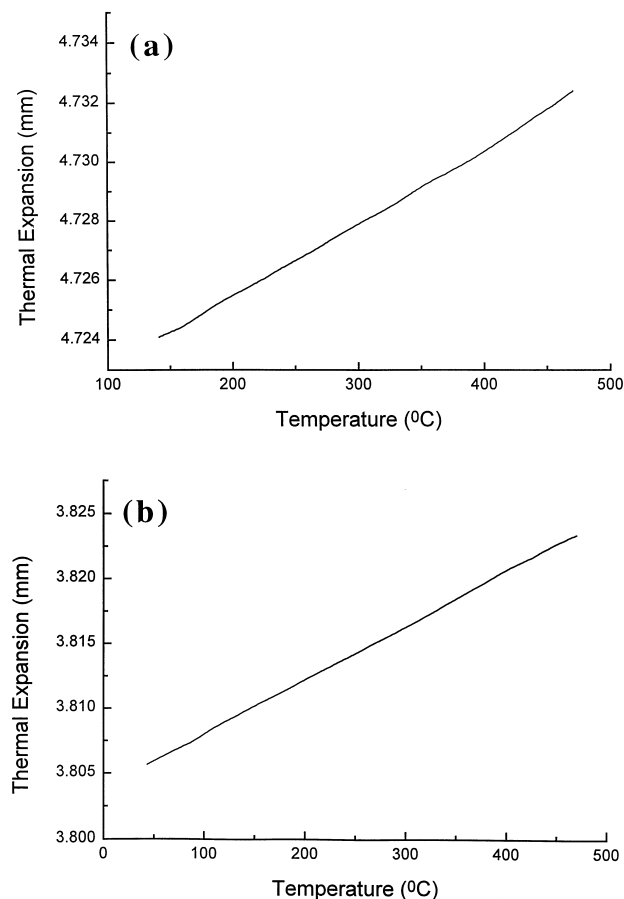 (a)
Thermal Expansion (mm)
4.734
4.732
4.730
4.728
4.726
4.724
100 200 300 400 500
Temperature (⁰C)
(b)
Thermal Expansion (mm)
3.825
3.820
3.815
3.810
3.805
3.800
0 100 200 300 400 500
Temperature (⁰C)